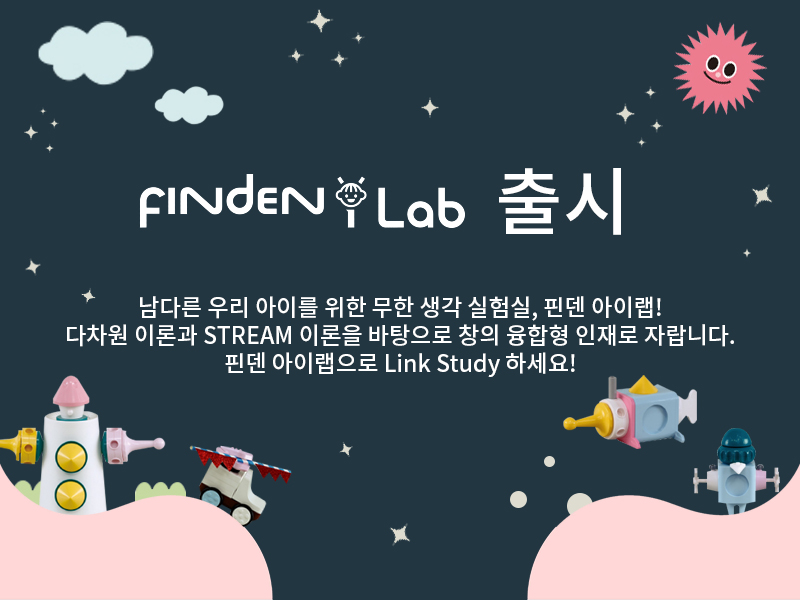 FINdEN i Lab 출시
남다른 우리 아이를 위한 무한 생각 실험실, 핀덴 아이랩!
다차원 이론과 STREAM 이론을 바탕으로 창의 융합형 인재로 자랍니다.
핀덴 아이랩으로 Link Study 하세요!